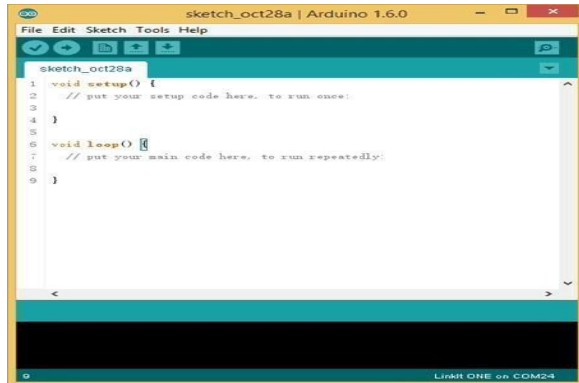 sketch_oct28a | Arduino 1.6.0
File Edit Sketch Tools Help
sketch_oct28a
1 void setup() {
2 // put your setup code here, to run once:
3
4 }
5
6 void loop() {
7 // put your main code here, to run repeatedly:
8
9 }
9 LinkIt ONE on COM24